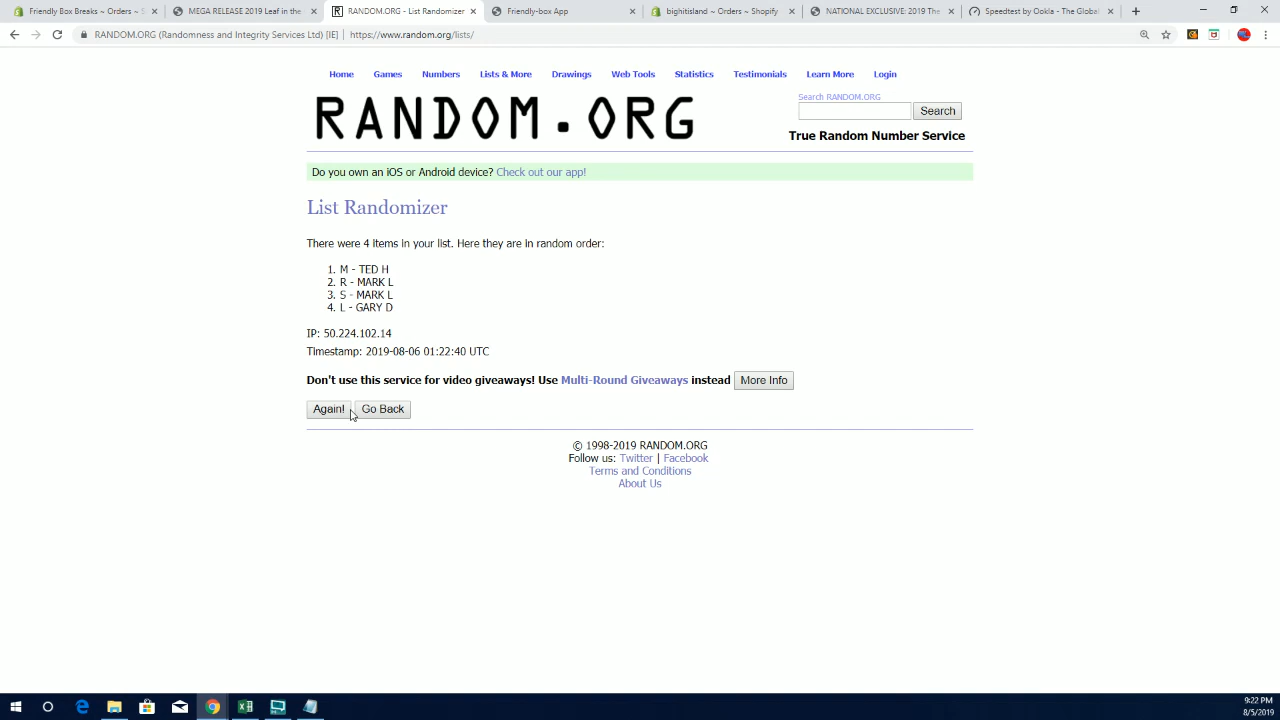 Friendly Box Breaks ~ Orders ~ S
MEGA RELEASE 2019 Leaf in the
RANDOM.ORG - List Randomizer
Friendly-box App
bighitisland ~ Orders ~ Shopify
NATIONAL EXCLUSIVE: 2019 The
Speedtest by Ookla - The Global
RANDOM.ORG (Randomness and Integrity Services Ltd) [IE] | https://www.random.org/lists/
Home Games Numbers Lists & More Drawings Web Tools Statistics Testimonials Learn More Login
RANDOM.ORG
Search RANDOM.ORG
Search
True Random Number Service
Do you own an iOS or Android device? Check out our app!
List Randomizer
There were 4 items in your list. Here they are in random order:
1. M - TED H
2. R - MARK L
3. S - MARK L
4. L - GARY D
IP: 50.224.102.14
Timestamp: 2019-08-06 01:22:40 UTC
Don't use this service for video giveaways! Use Multi-Round Giveaways instead More Info
Again! Go Back
© 1998-2019 RANDOM.ORG
Follow us: Twitter | Facebook
Terms and Conditions
About Us
9:22 PM
8/5/2019